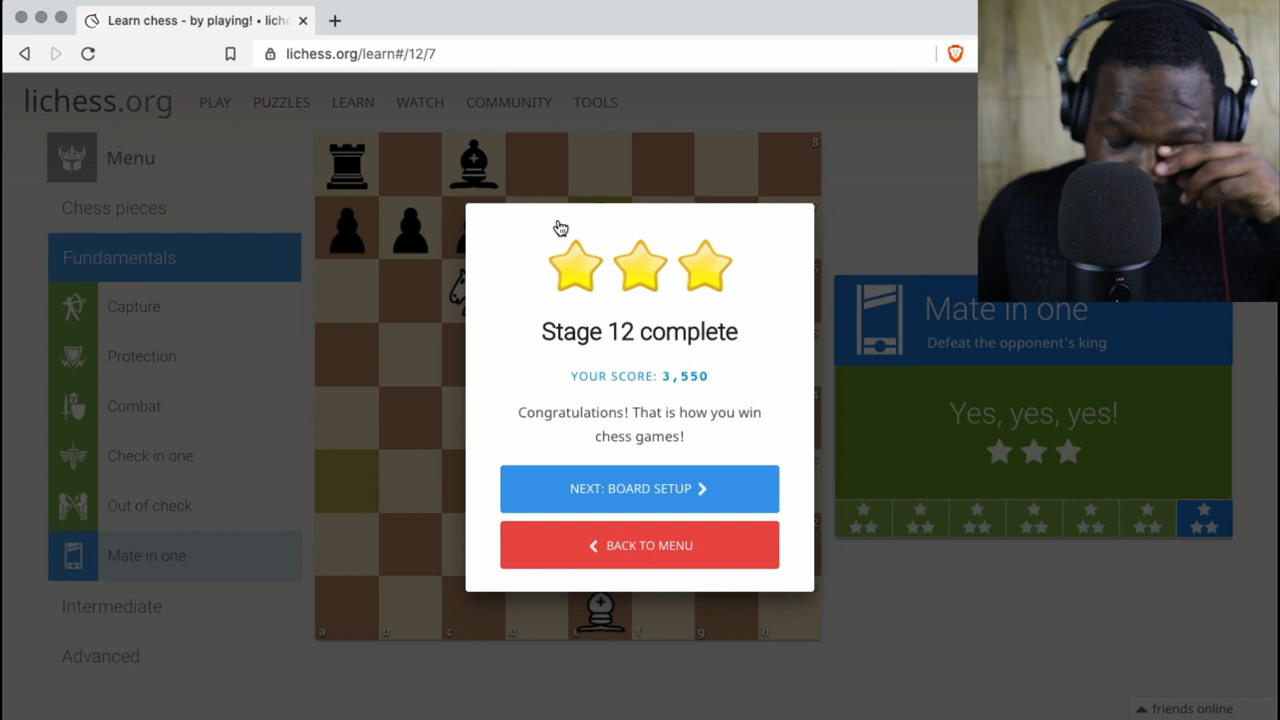 Learn chess - by playing! • lich
lichess.org/learn#/12/7
lichess.org
PLAY
PUZZLES
LEARN
WATCH
COMMUNITY
TOOLS
Menu
Chess pieces
Fundamentals
Capture
Protection
Combat
Check in one
Out of check
Mate in one
Intermediate
Advanced
8
a
b
c
d
e
f
g
h
Stage 12 complete
YOUR SCORE: 3,550
Congratulations! That is how you win
chess games!
NEXT: BOARD SETUP
BACK TO MENU
Mate in one
Defeat the opponent's king
Yes, yes, yes!
friends online